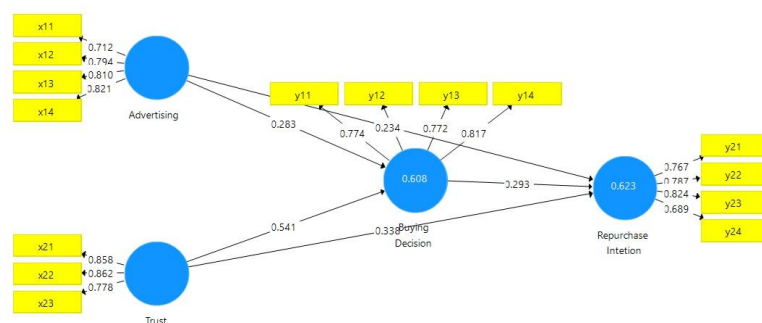 x11
x12
x13
x14
0.712
0.794
0.810
0.821
Advertising
0.283
y11
y12
y13
y14
0.774
0.234
0.772
0.817
0.608
Buying
Decision
0.293
0.541
0.338
x21
x22
x23
0.858
0.862
0.778
Trust
0.623
Repurchase
Intetion
0.767
0.787
0.824
0.689
y21
y22
y23
y24